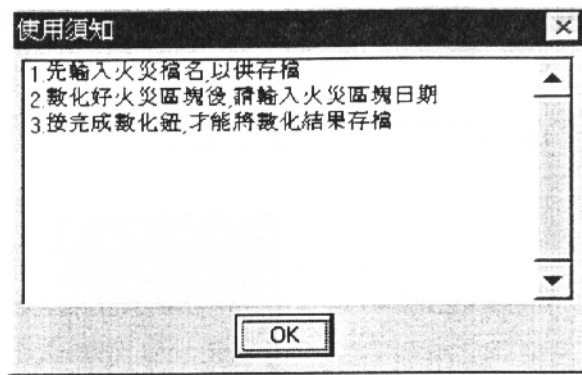 使用須知
1.先輸入火災檔名,以供存檔
2.數化好火災區塊後,請輸入火災區塊日期
3.按完成數化鈕,才能將數化結果存檔
OK